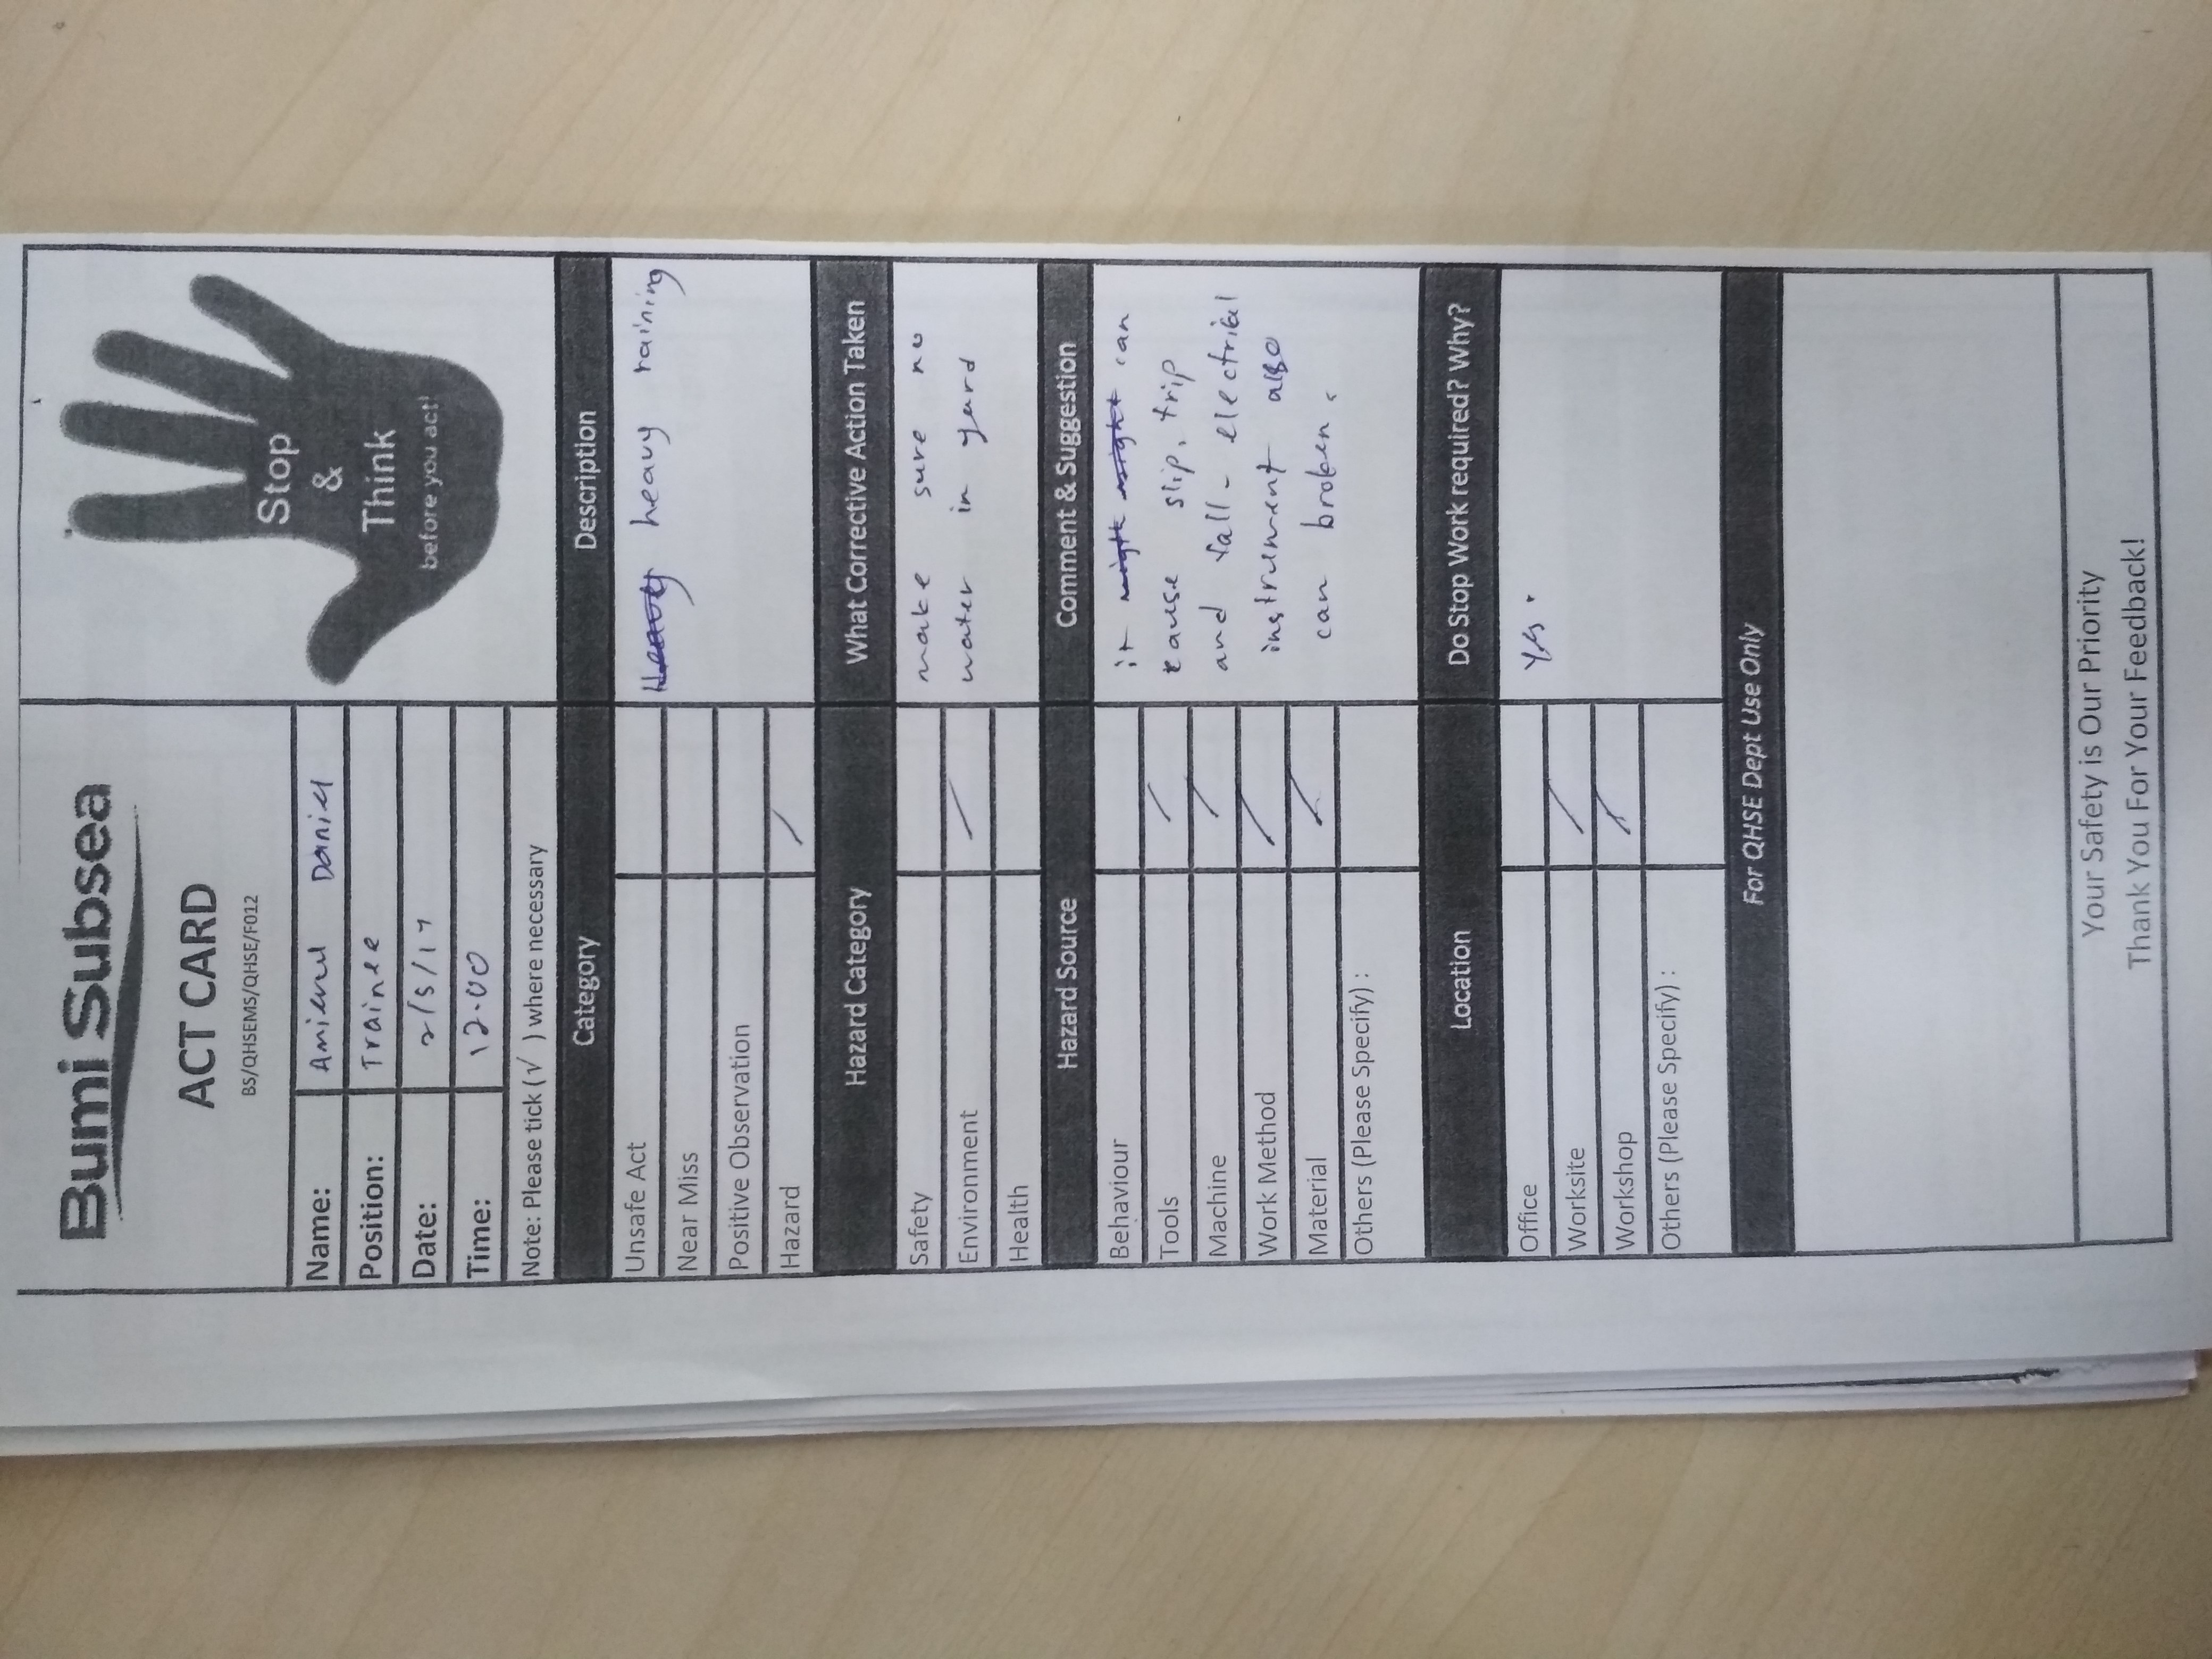 Bumi Subsea
ACT CARD
BS/QHSEMS/QHSE/F012
Stop
&
Think
before you act!
Name: Amierul Daniel
Position: Trainee
Date: 2/5/17
Time: 12.00
Note: Please tick (√ ) where necessary
Category Description
Unsafe Act heavy raining
Near Miss
Positive Observation
Hazard /
Hazard Category What Corrective Action Taken
Safety make sure no
Environment / water in yard
Health
Hazard Source Comment & Suggestion
Behaviour it can
Tools / cause slip, trip
Machine / and fall - electrical
Work Method / instrument also
Material / can broken.
Others (Please Specify) :
Location Do Stop Work required? Why?
Office Yes.
Worksite /
Workshop /
Others (Please Specify) :
For QHSE Dept Use Only
Your Safety is Our Priority
Thank You For Your Feedback!